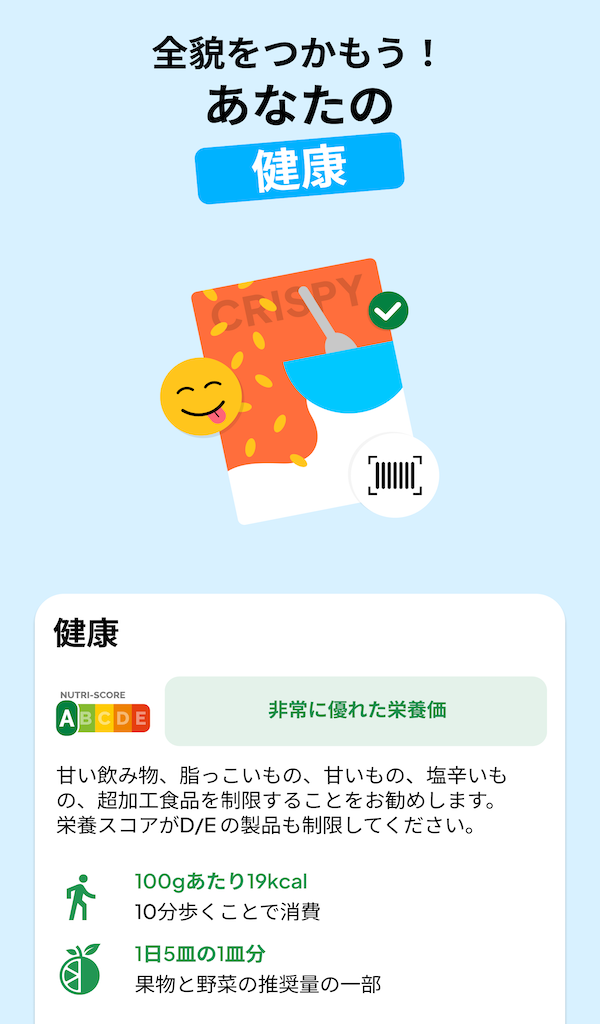 全貌をつかもう！
あなたの
健康
CRISPY
健康
NUTRI-SCORE
ABCDE
非常に優れた栄養価
甘い飲み物、脂っこいもの、甘いもの、塩辛いも
の、超加工食品を制限することをお勧めします。
栄養スコアがD/Eの製品も制限してください。
100gあたり19kcal
10分歩くことで消費
1日5皿の1皿分
果物と野菜の推奨量の一部